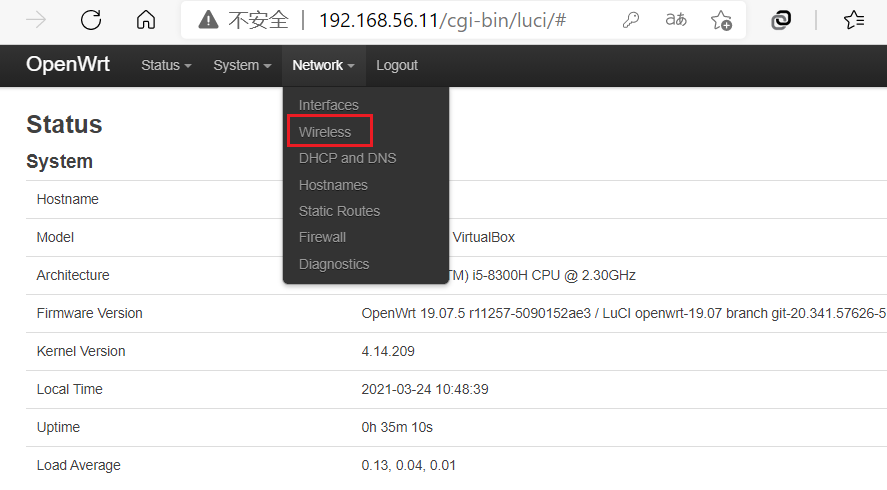 不安全 | 192.168.56.11/cgi-bin/luci/# aあ
OpenWrt Status System Network Logout
Interfaces
Wireless
DHCP and DNS
Hostnames
Static Routes
Firewall
Diagnostics
Status
System
Hostname
Model VirtualBox
Architecture TM) i5-8300H CPU @ 2.30GHz
Firmware Version OpenWrt 19.07.5 r11257-5090152ae3 / LuCI openwrt-19.07 branch git-20.341.57626-5
Kernel Version 4.14.209
Local Time 2021-03-24 10:48:39
Uptime 0h 35m 10s
Load Average 0.13, 0.04, 0.01